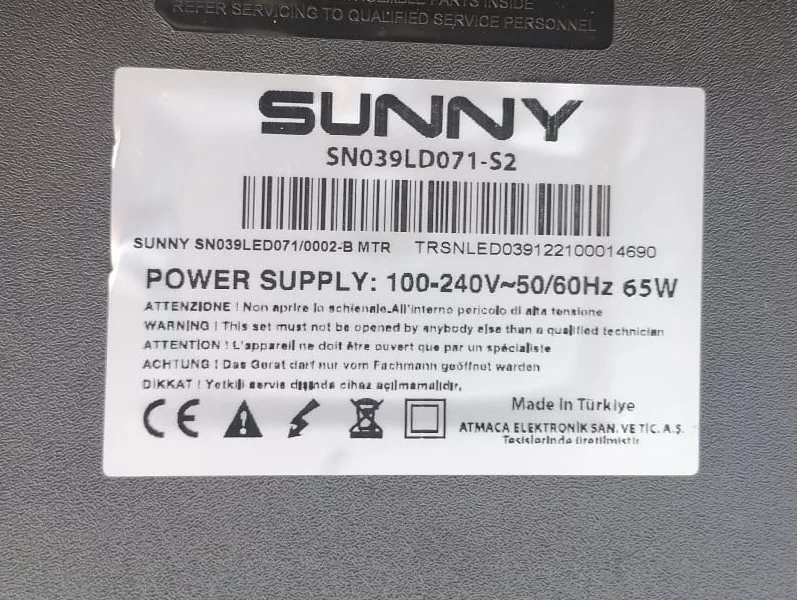 PARTS INSIDE
REFER SERVICING TO QUALIFIED SERVICE PERSONNEL
SUNNY
SN039LD071-S2
SUNNY SN039LED071/0002-B MTR TRSNLED039122100014690
POWER SUPPLY: 100-240V~50/60Hz 65W
ATTENZIONE ! Non aprire lo schienale.All'interno pericolo di alta tensione
WARNING ! This set must not be opened by anybody else than a qualified technician
ATTENTION ! L'appareil ne doit être ouvert que par un spécialiste
ACHTUNG ! Das Gerat darf nur vom Fachmann geöffnet warden
DİKKAT ! Yetkili servis dışında cihaz açılmamalıdır.
CE
Made In Türkiye
ATMACA ELEKTRONİK SAN. VE TİC. A.Ş.
Tesislerinde üretilmiştir